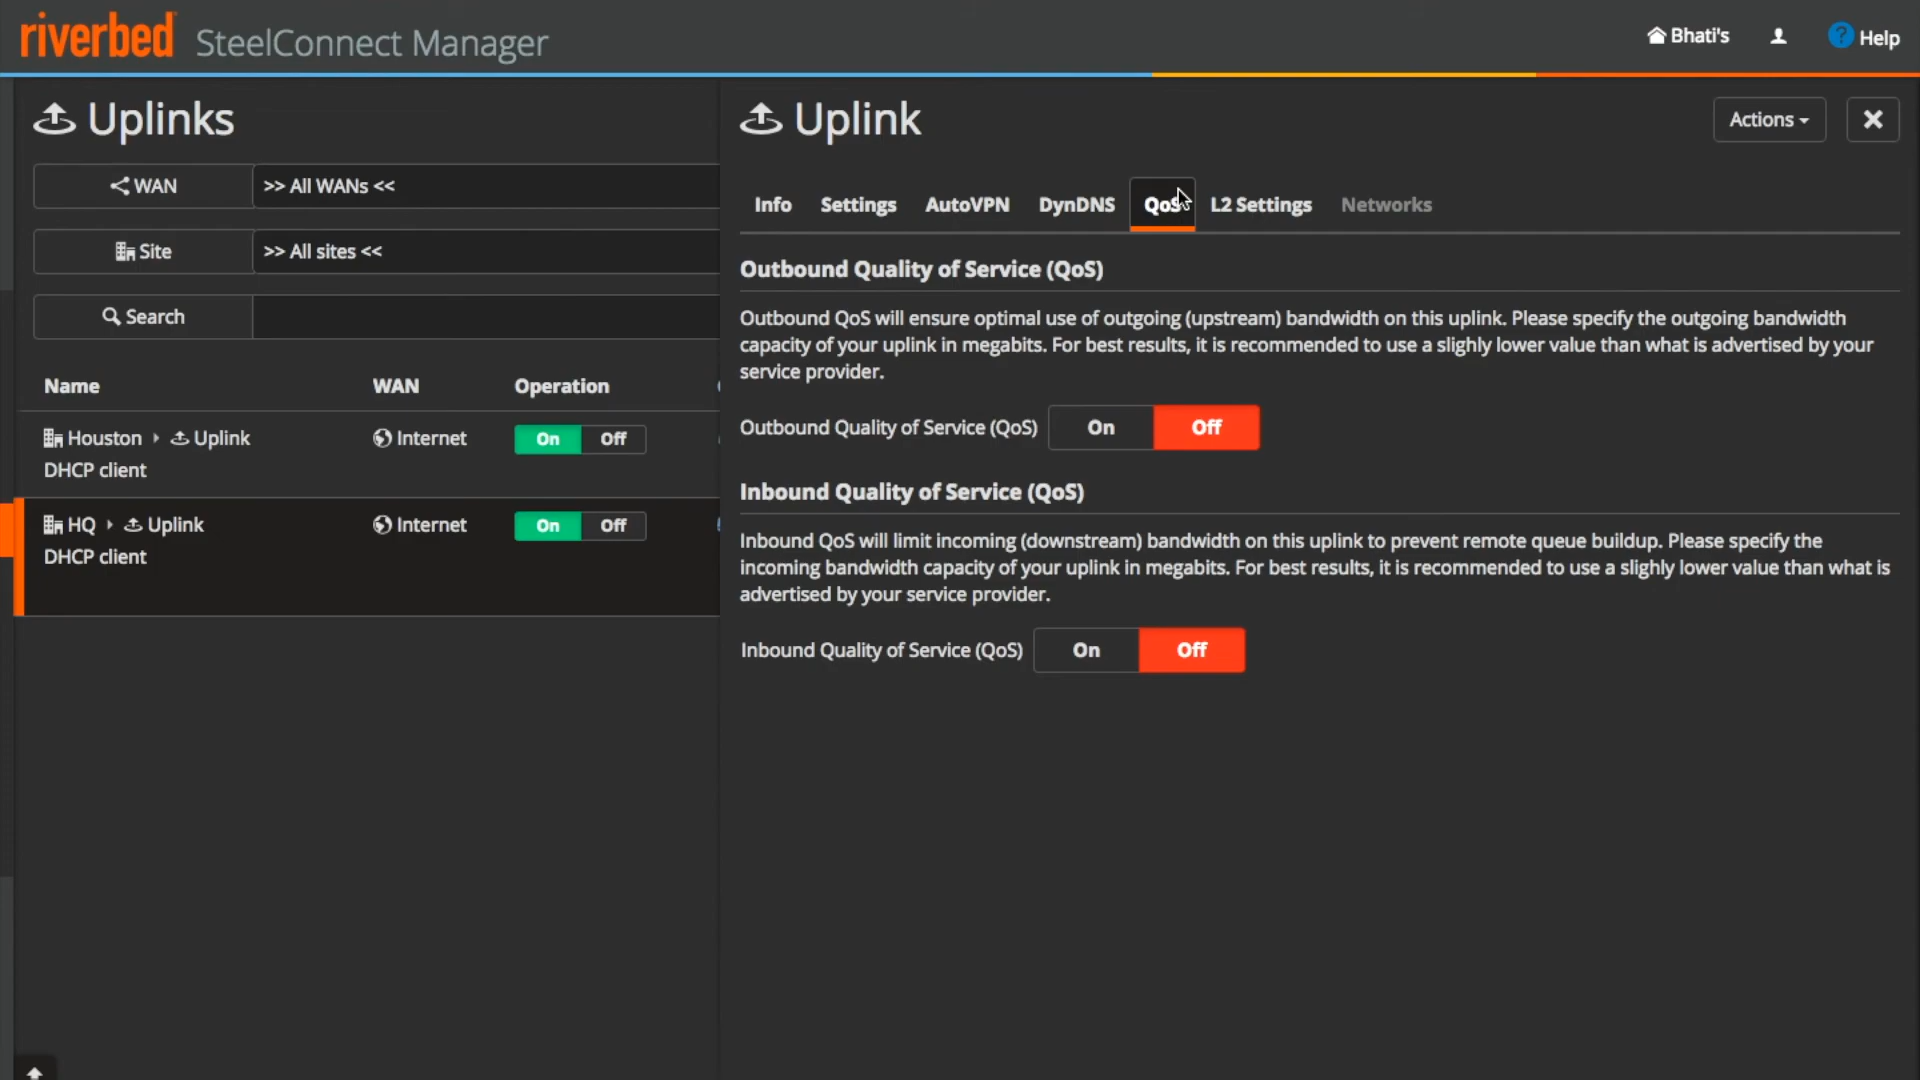 riverbed SteelConnect Manager
Bhati's
? Help
Uplinks
WAN >> All WANs <<
Site >> All sites <<
Search
Name WAN Operation
Houston Uplink Internet On Off
DHCP client
HQ Uplink Internet On Off
DHCP client
Uplink
Actions
Info Settings AutoVPN DynDNS QoS L2 Settings Networks
Outbound Quality of Service (QoS)
Outbound QoS will ensure optimal use of outgoing (upstream) bandwidth on this uplink. Please specify the outgoing bandwidth
capacity of your uplink in megabits. For best results, it is recommended to use a slighly lower value than what is advertised by your
service provider.
Outbound Quality of Service (QoS) On Off
Inbound Quality of Service (QoS)
Inbound QoS will limit incoming (downstream) bandwidth on this uplink to prevent remote queue buildup. Please specify the
incoming bandwidth capacity of your uplink in megabits. For best results, it is recommended to use a slighly lower value than what is
advertised by your service provider.
Inbound Quality of Service (QoS) On Off